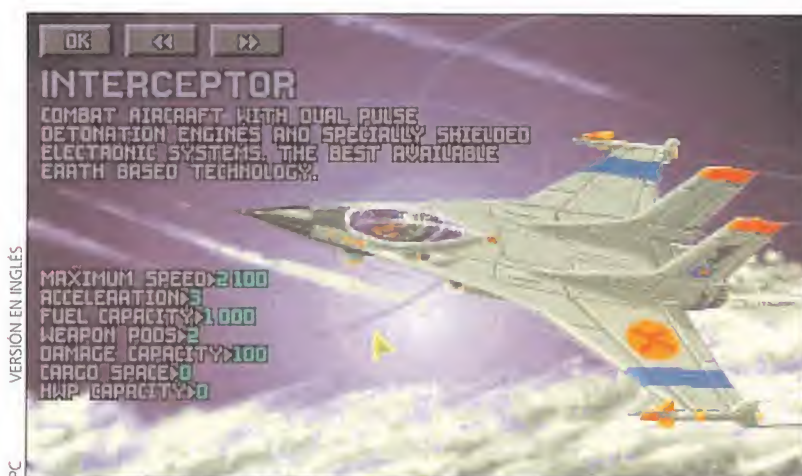 OK
INTERCEPTOR
COMBAT AIRCRAFT WITH DUAL PULSE
DETONATION ENGINES AND SPECIALLY SHIELDED
ELECTRONIC SYSTEMS. THE BEST AVAILABLE
EARTH BASED TECHNOLOGY.
MAXIMUM SPEED>2100
ACCELERATION>3
FUEL CAPACITY>1000
WEAPON PODS>2
DAMAGE CAPACITY>100
CARGO SPACE>0
HWP CAPACITY>0
VERSIÓN EN INGLÉS
PC